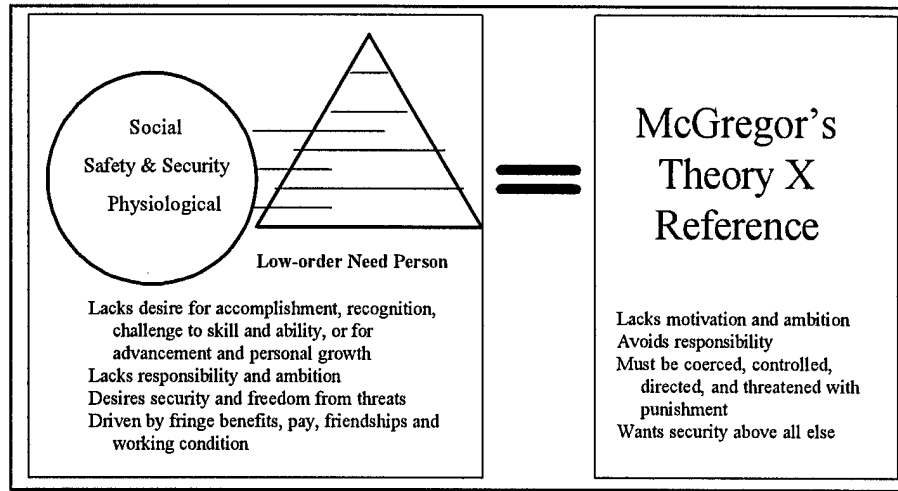 Social
Safety & Security
Physiological
Low-order Need Person
Lacks desire for accomplishment, recognition,
challenge to skill and ability, or for
advancement and personal growth
Lacks responsibility and ambition
Desires security and freedom from threats
Driven by fringe benefits, pay, friendships and
working condition
McGregor's
Theory X
Reference
Lacks motivation and ambition
Avoids responsibility
Must be coerced, controlled,
directed, and threatened with
punishment
Wants security above all else